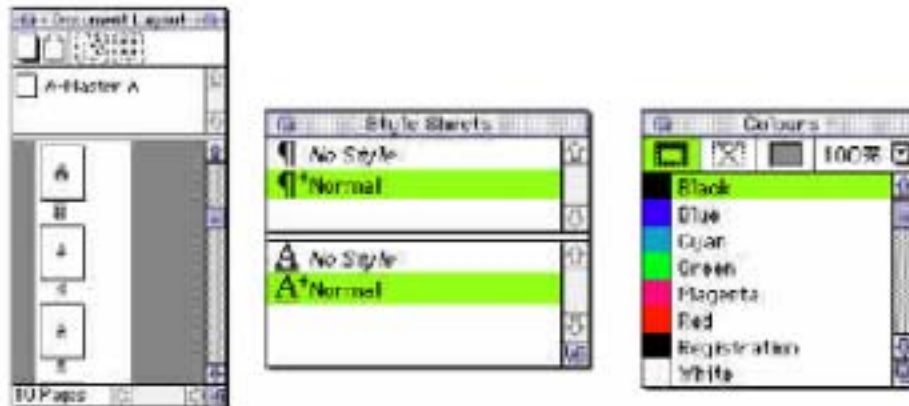 Document Layout
A-Master A
10 Pages
Style Sheets
¶ No Style
¶+Normal
A No Style
A+Normal
Colours
100%
Black
Blue
Cyan
Green
Magenta
Red
Registration
White